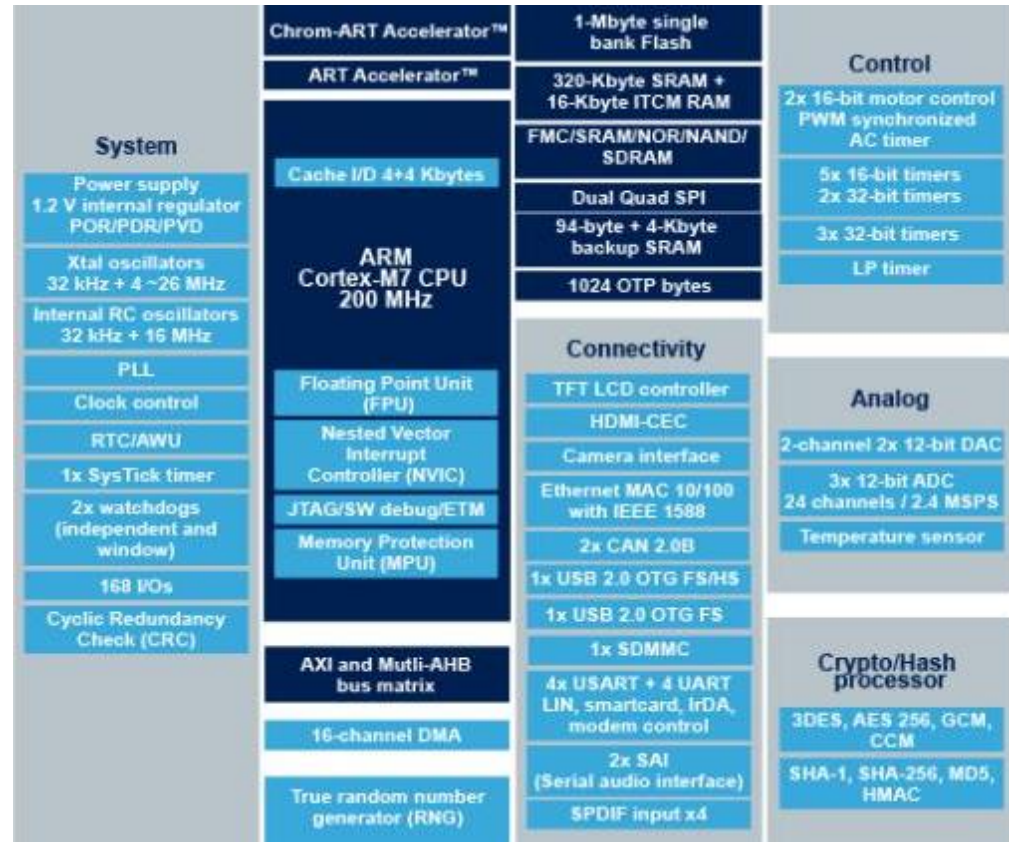 System
Power supply
1.2 V internal regulator
POR/PDR/PVD
Xtal oscillators
32 kHz + 4 ~26 MHz
Internal RC oscillators
32 kHz + 16 MHz
PLL
Clock control
RTC/AWU
1x SysTick timer
2x watchdogs
(independent and
window)
168 I/Os
Cyclic Redundancy
Check (CRC)
Chrom-ART Accelerator™
ART Accelerator™
Cache I/D 4+4 Kbytes
ARM
Cortex-M7 CPU
200 MHz
Floating Point Unit
(FPU)
Nested Vector
Interrupt
Controller (NVIC)
JTAG/SW debug/ETM
Memory Protection
Unit (MPU)
AXI and Mutli-AHB
bus matrix
16-channel DMA
True random number
generator (RNG)
1-Mbyte single
bank Flash
320-Kbyte SRAM +
16-Kbyte ITCM RAM
FMC/SRAM/NOR/NAND/
SDRAM
Dual Quad SPI
94-byte + 4-Kbyte
backup SRAM
1024 OTP bytes
Connectivity
TFT LCD controller
HDMI-CEC
Camera interface
Ethernet MAC 10/100
with IEEE 1588
2x CAN 2.0B
1x USB 2.0 OTG FS/HS
1x USB 2.0 OTG FS
1x SDMMC
4x USART + 4 UART
LIN, smartcard, IrDA,
modem control
2x SAI
(Serial audio interface)
SPDIF input x4
Control
2x 16-bit motor control
PWM synchronized
AC timer
5x 16-bit timers
2x 32-bit timers
3x 32-bit timers
LP timer
Analog
2-channel 2x 12-bit DAC
3x 12-bit ADC
24 channels / 2.4 MSPS
Temperature sensor
Crypto/Hash
processor
3DES, AES 256, GCM,
CCM
SHA-1, SHA-256, MD5,
HMAC